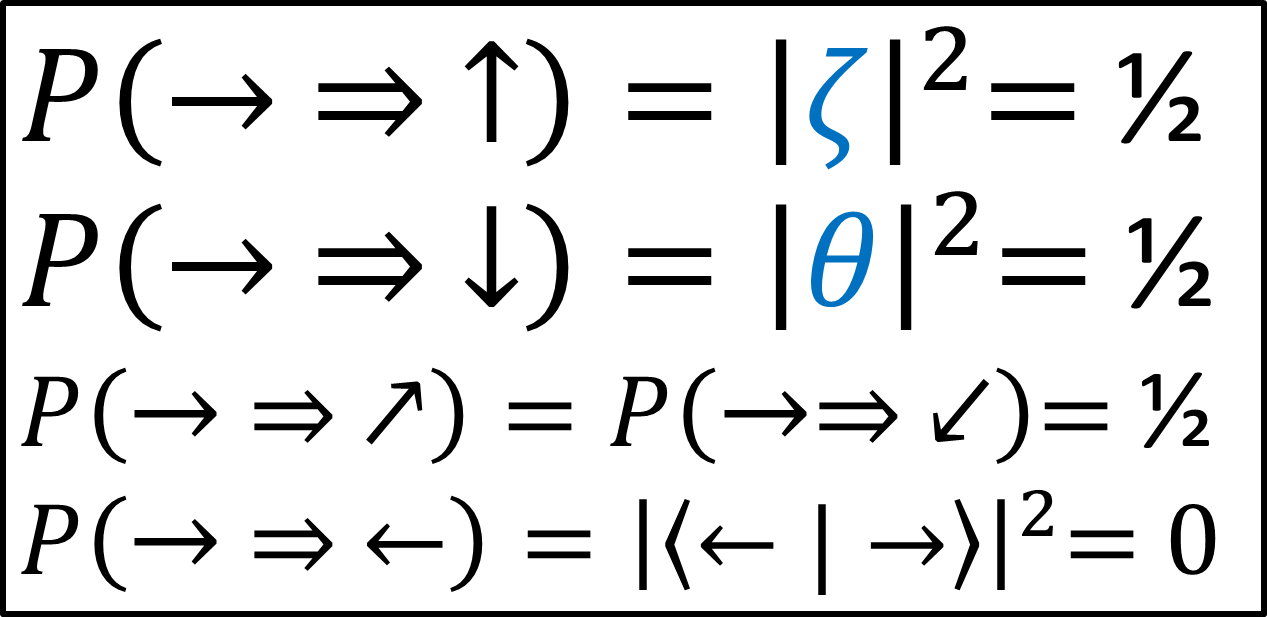 P(→ ⇒ ↑) = |ζ|² = ½
P(→ ⇒ ↓) = |θ|² = ½
P(→ ⇒ ↗) = P(→ ⇒ ↙) = ½
P(→ ⇒ ←) = |⟨← | →⟩|² = 0